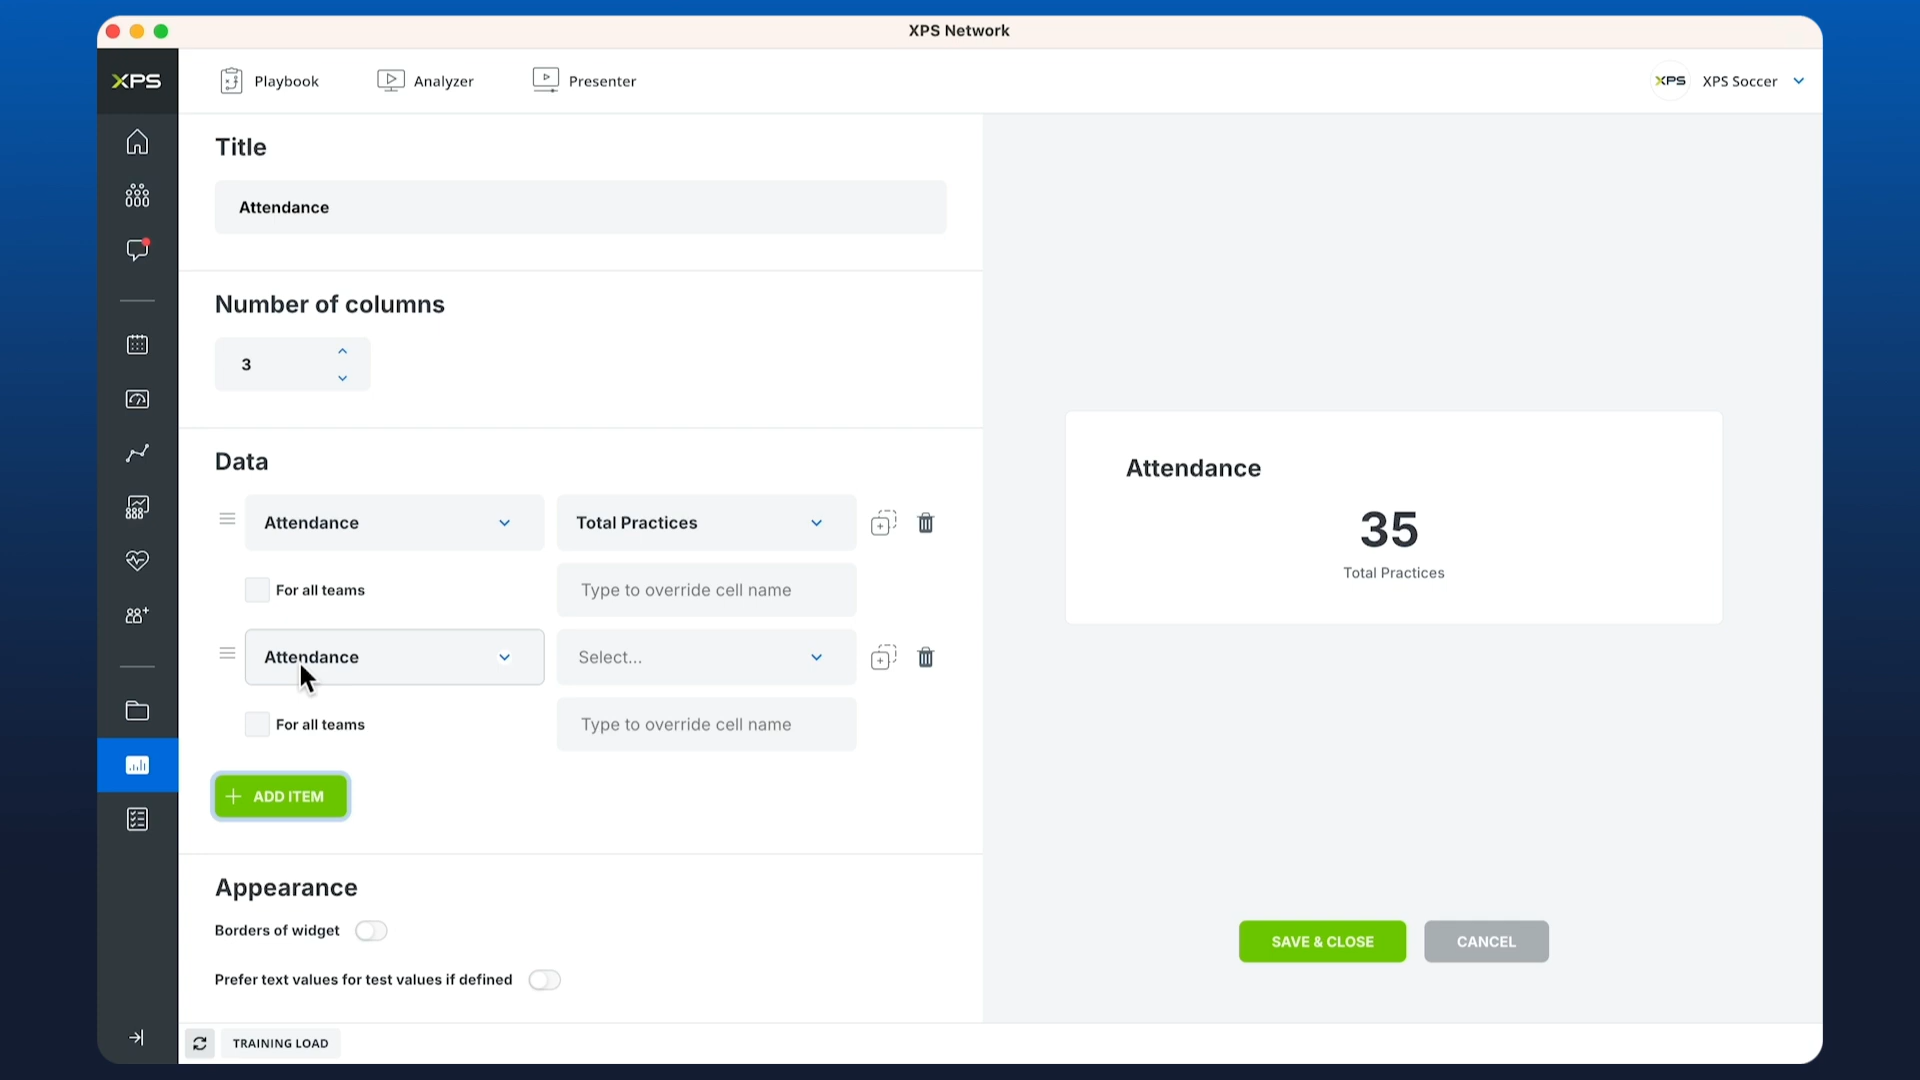 XPS Network
XPS
Playbook
Analyzer
Presenter
XPS
XPS Soccer
Title
Attendance
Number of columns
3
Data
Attendance
Total Practices
For all teams
Type to override cell name
Attendance
Select...
For all teams
Type to override cell name
ADD ITEM
Appearance
Borders of widget
Prefer text values for test values if defined
Attendance
35
Total Practices
SAVE & CLOSE
CANCEL
TRAINING LOAD